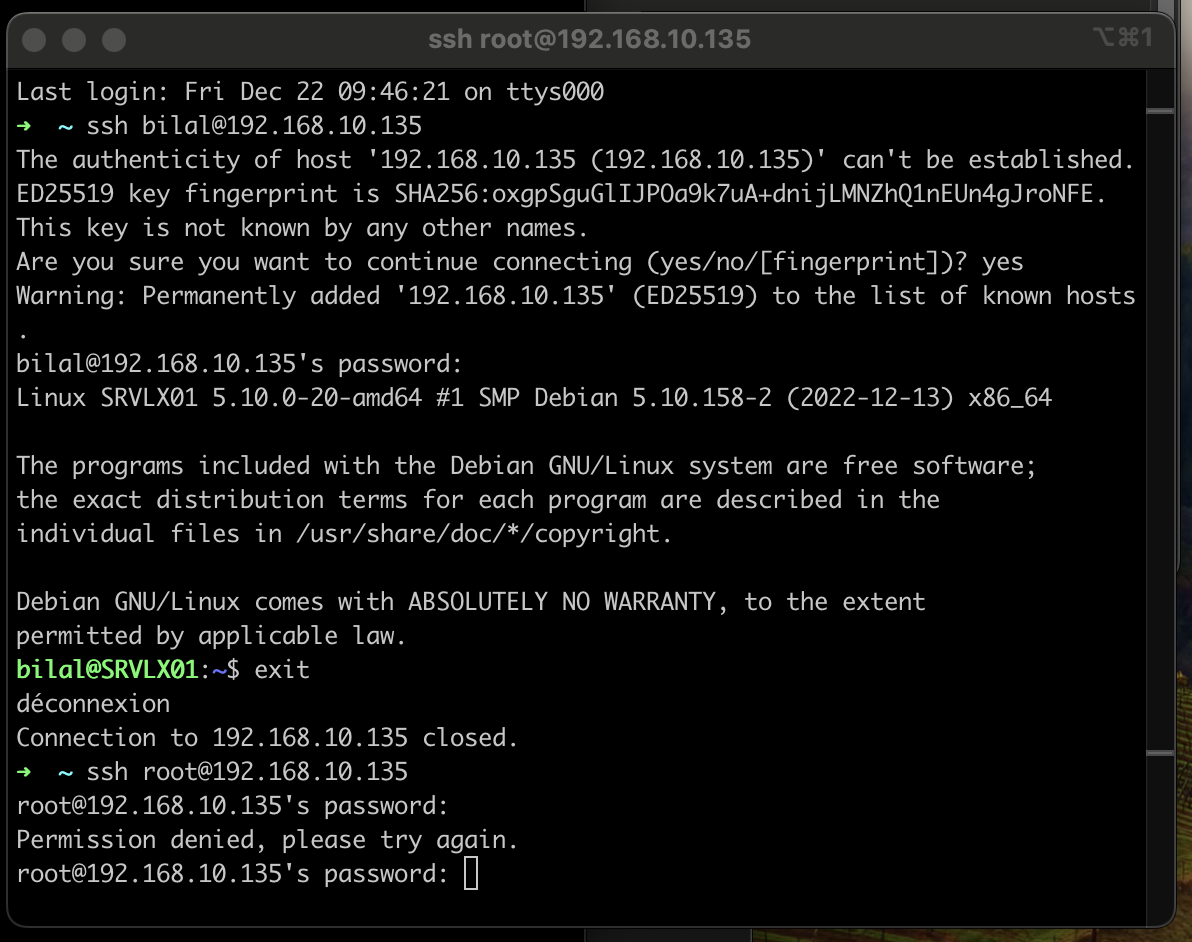 ssh root@192.168.10.135
⌥⌘1
Last login: Fri Dec 22 09:46:21 on ttys000
➜  ~ ssh bilal@192.168.10.135
The authenticity of host '192.168.10.135 (192.168.10.135)' can't be established.
ED25519 key fingerprint is SHA256:oxgpSguGlIJPOa9k7uA+dnijLMNZhQ1nEUn4gJroNFE.
This key is not known by any other names.
Are you sure you want to continue connecting (yes/no/[fingerprint])? yes
Warning: Permanently added '192.168.10.135' (ED25519) to the list of known hosts
.
bilal@192.168.10.135's password:
Linux SRVLX01 5.10.0-20-amd64 #1 SMP Debian 5.10.158-2 (2022-12-13) x86_64
The programs included with the Debian GNU/Linux system are free software;
the exact distribution terms for each program are described in the
individual files in /usr/share/doc/*/copyright.
Debian GNU/Linux comes with ABSOLUTELY NO WARRANTY, to the extent
permitted by applicable law.
bilal@SRVLX01:~$ exit
déconnexion
Connection to 192.168.10.135 closed.
➜  ~ ssh root@192.168.10.135
root@192.168.10.135's password:
Permission denied, please try again.
root@192.168.10.135's password: